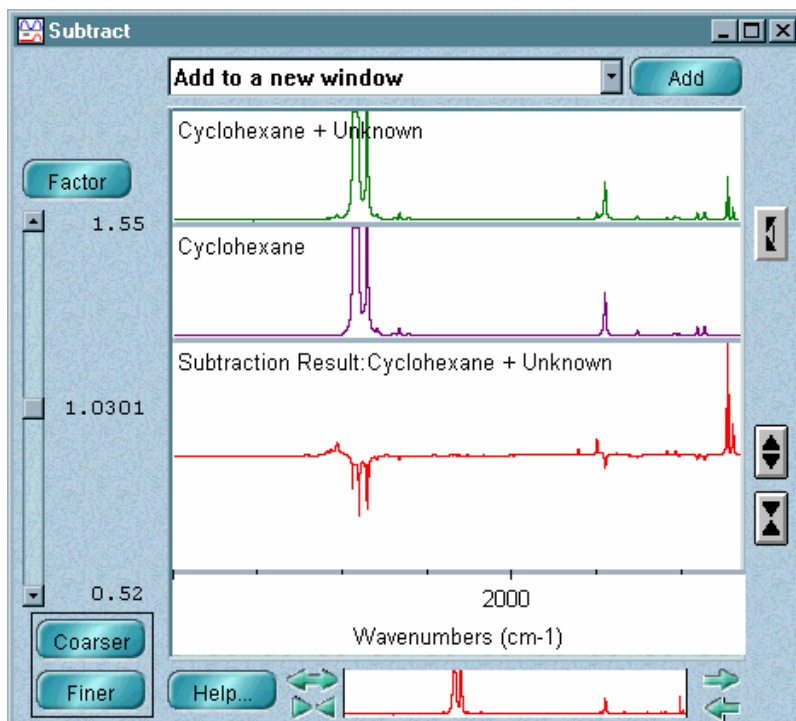 Subtract
Add to a new window
Add
Cyclohexane + Unknown
Factor
1.55
Cyclohexane
Subtraction Result:Cyclohexane + Unknown
1.0301
0.52
2000
Wavenumbers (cm-1)
Coarser
Finer
Help...